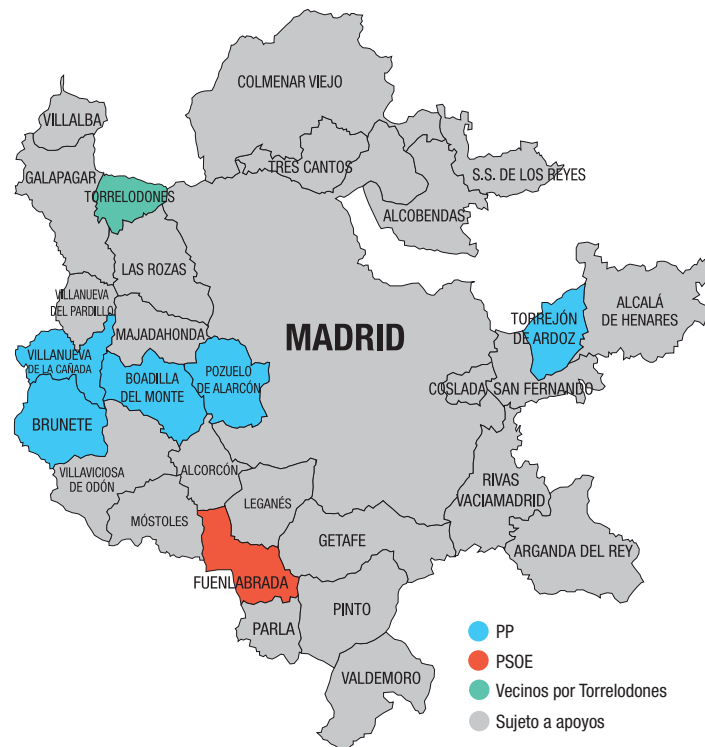 COLMENAR VIEJO
VILLALBA
TRES CANTOS
S.S. DE LOS REYES
GALAPAGAR
TORRELODONES
ALCOBENDAS
LAS ROZAS
VILLANUEVA
DEL PARDILLO
ALCALÁ
DE HENARES
TORREJÓN
DE ARDOZ
MAJADAHONDA
MADRID
VILLANUEVA
DE LA CAÑADA
BOADILLA
DEL MONTE
POZUELO
DE ALARCÓN
COSLADA
SAN FERNANDO
BRUNETE
VILLAVICIOSA
DE ODÓN
ALCORCÓN
RIVAS
VACIAMADRID
LEGANÉS
MÓSTOLES
GETAFE
ARGANDA DEL REY
FUENLABRADA
PINTO
PARLA
VALDEMORO
PP
PSOE
Vecinos por Torrelodones
Sujeto a apoyos